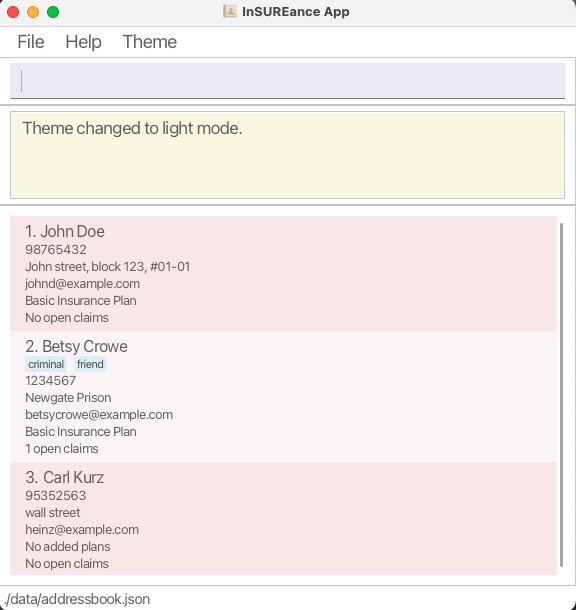 InSUREance App
File Help Theme
Theme changed to light mode.
1. John Doe
98765432
John street, block 123, #01-01
johnd@example.com
Basic Insurance Plan
No open claims
2. Betsy Crowe
criminal friend
1234567
Newgate Prison
betsycrowe@example.com
Basic Insurance Plan
1 open claims
3. Carl Kurz
95352563
wall street
heinz@example.com
No added plans
No open claims
./data/addressbook.json